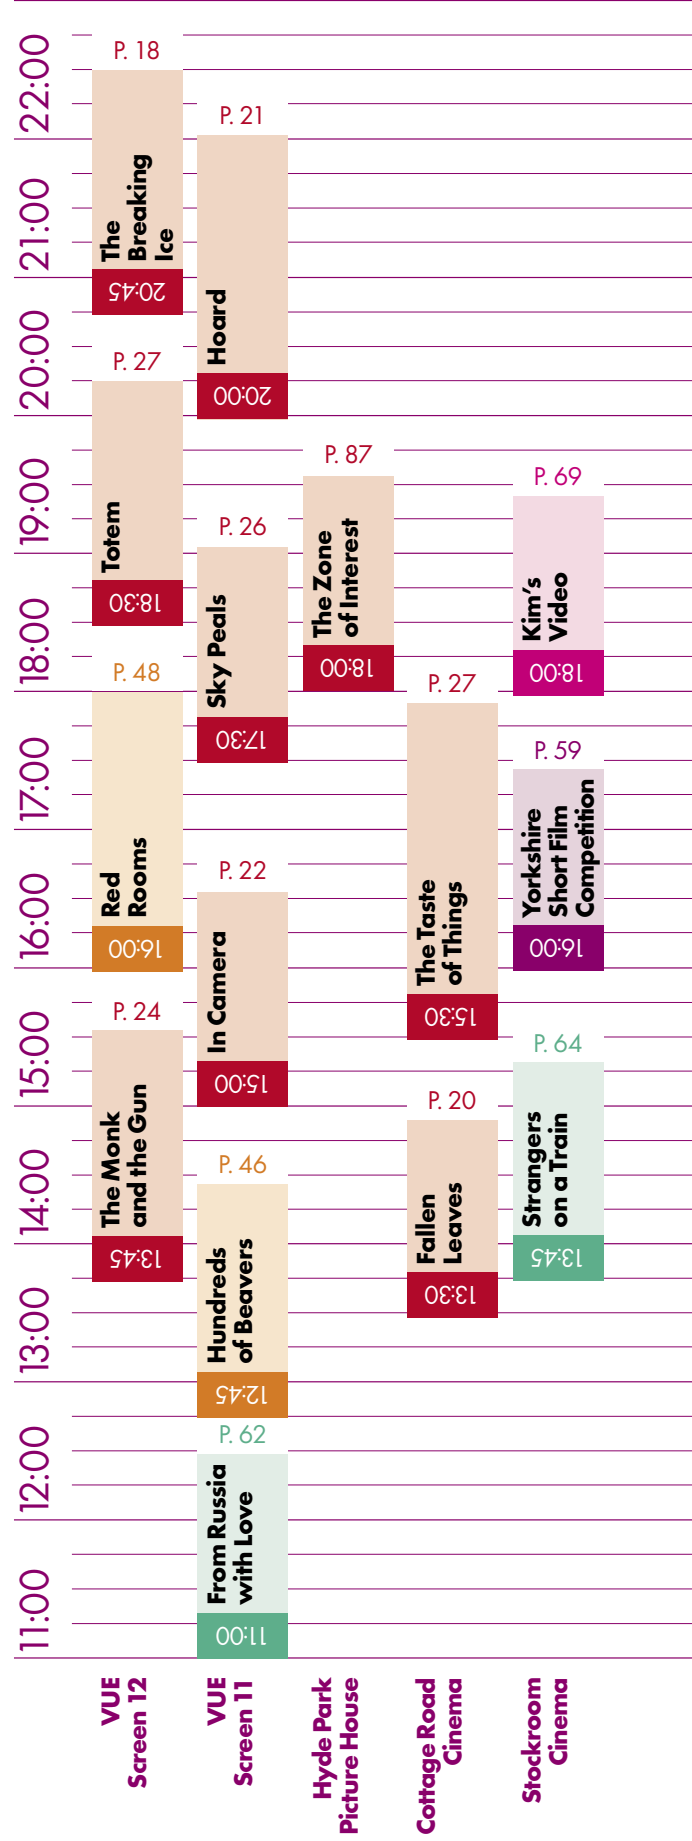 11:00
12:00
13:00
14:00
15:00
16:00
17:00
18:00
19:00
20:00
21:00
22:00
VUE
Screen 12
13:45
The Monk
and the Gun
P. 24
16:00
Red
Rooms
P. 48
18:30
Totem
P. 27
20:45
The
Breaking
Ice
P. 18
VUE
Screen 11
11:00
From Russia
with Love
P. 62
12:45
Hundreds
of Beavers
P. 46
15:00
In Camera
P. 22
17:30
Sky Peals
P. 26
20:00
Hoard
P. 21
Hyde Park
Picture House
18:00
The Zone
of Interest
P. 87
Cottage Road
Cinema
13:30
Fallen
Leaves
P. 20
15:30
The Taste
of Things
P. 27
Stockroom
Cinema
13:45
Strangers
on a Train
P. 64
16:00
Yorkshire
Short Film
Competition
P. 59
18:00
Kim's
Video
P. 69